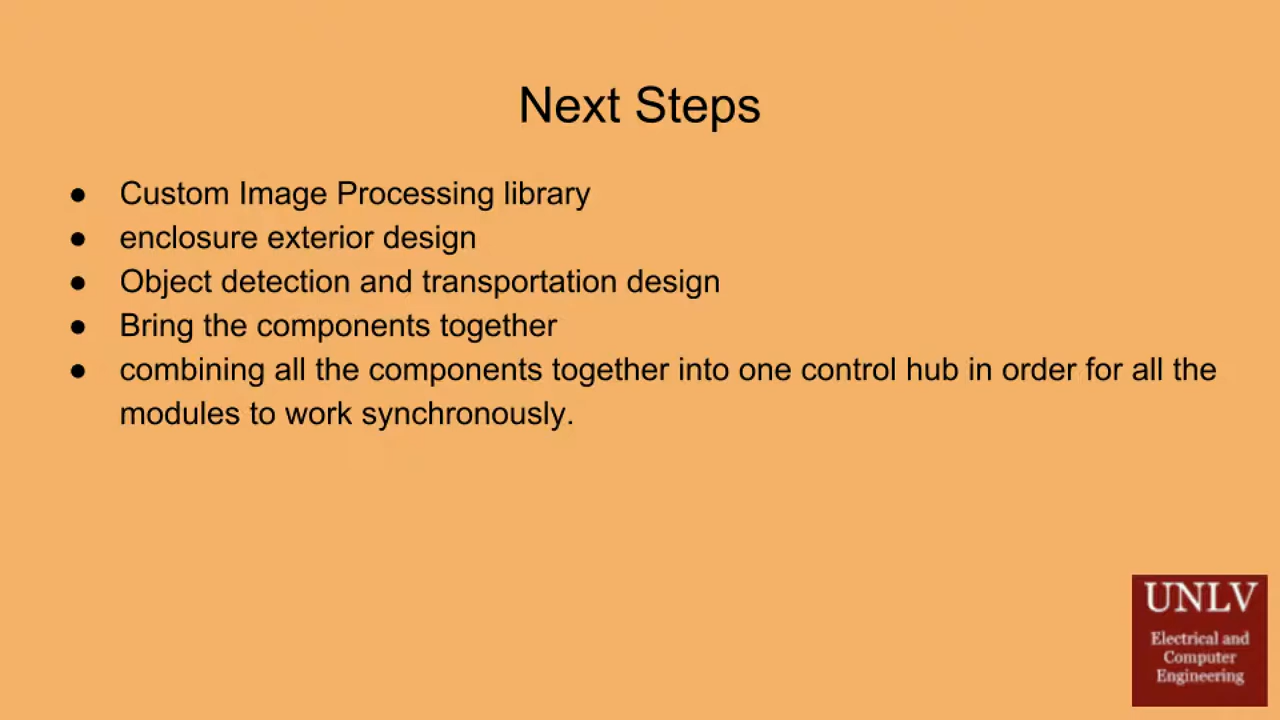 Next Steps
● Custom Image Processing library
● enclosure exterior design
● Object detection and transportation design
● Bring the components together
● combining all the components together into one control hub in order for all the
modules to work synchronously.
UNLV
Electrical and
Computer
Engineering